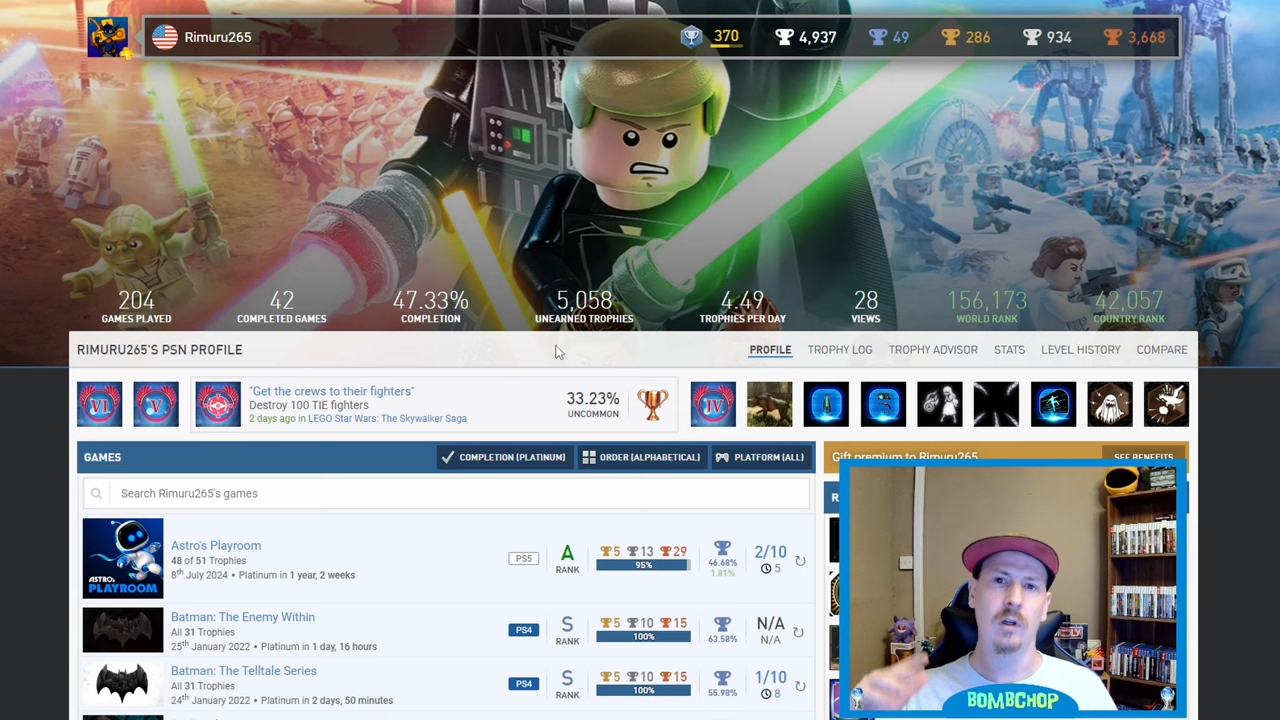 Rimuru265 370 4,937 49 286 934 3,668
204 42 47.33% 5,058 4.49 28 156,173 42,057
GAMES PLAYED COMPLETED GAMES COMPLETION UNEARNED TROPHIES TROPHIES PER DAY VIEWS WORLD RANK COUNTRY RANK
RIMURU265'S PSN PROFILE PROFILE TROPHY LOG TROPHY ADVISOR STATS LEVEL HISTORY COMPARE
VI V "Get the crews to their fighters" 33.23% IV
Destroy 100 TIE fighters UNCOMMON
2 days ago in LEGO Star Wars: The Skywalker Saga
GAMES COMPLETION (PLATINUM) ORDER (ALPHABETICAL) PLATFORM (ALL) Gift premium to Rimuru265 SEE BENEFITS
Search Rimuru265's games R
Astro's Playroom
48 of 51 Trophies PS5 A 5 13 29 2/10
8th July 2024 • Platinum in 1 year, 2 weeks RANK 95% 46.68% 5
1.81%
ASTRO's PLAYROOM
Batman: The Enemy Within
All 31 Trophies PS4 S 5 10 15 N/A
25th January 2022 • Platinum in 1 day, 16 hours RANK 100% 63.58% N/A
Batman: The Telltale Series
All 31 Trophies PS4 S 5 10 15 1/10
24th January 2022 • Platinum in 2 days, 50 minutes RANK 100% 55.98% 8
BOMBCHOP